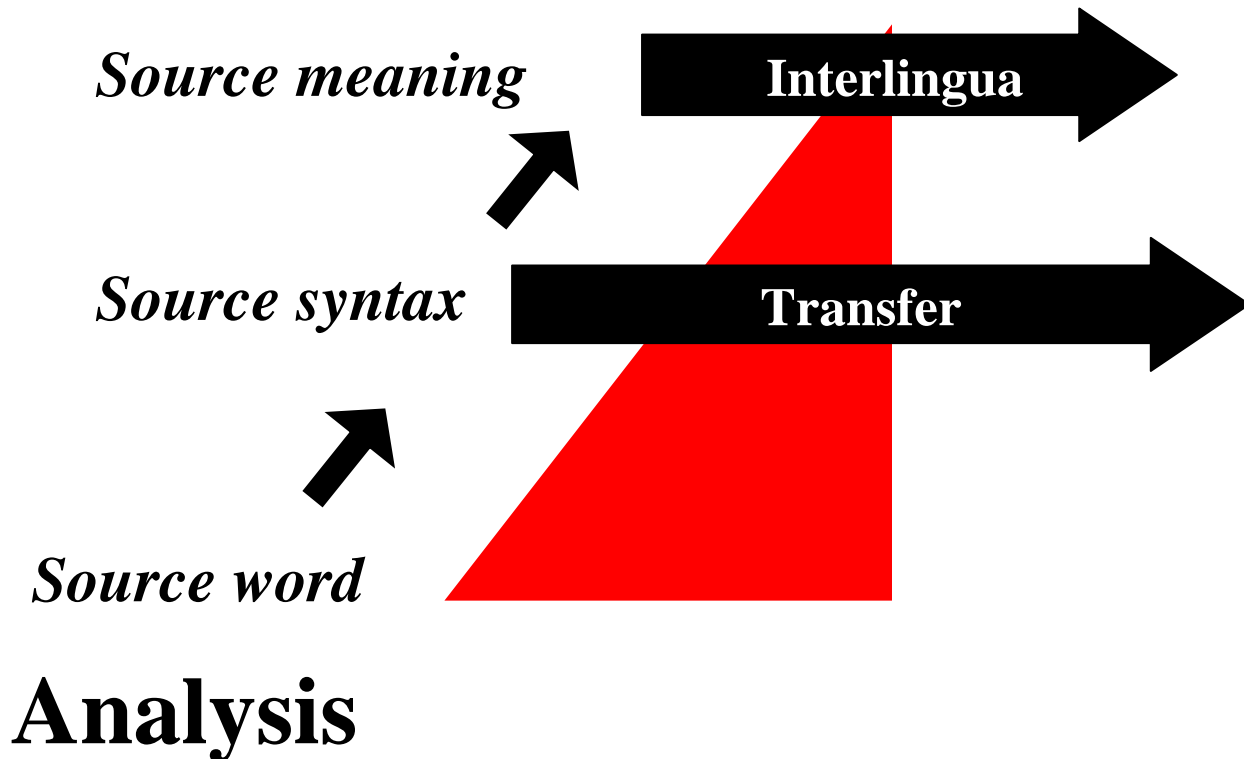 Source meaning
Interlingua
Source syntax
Transfer
Source word
Analysis